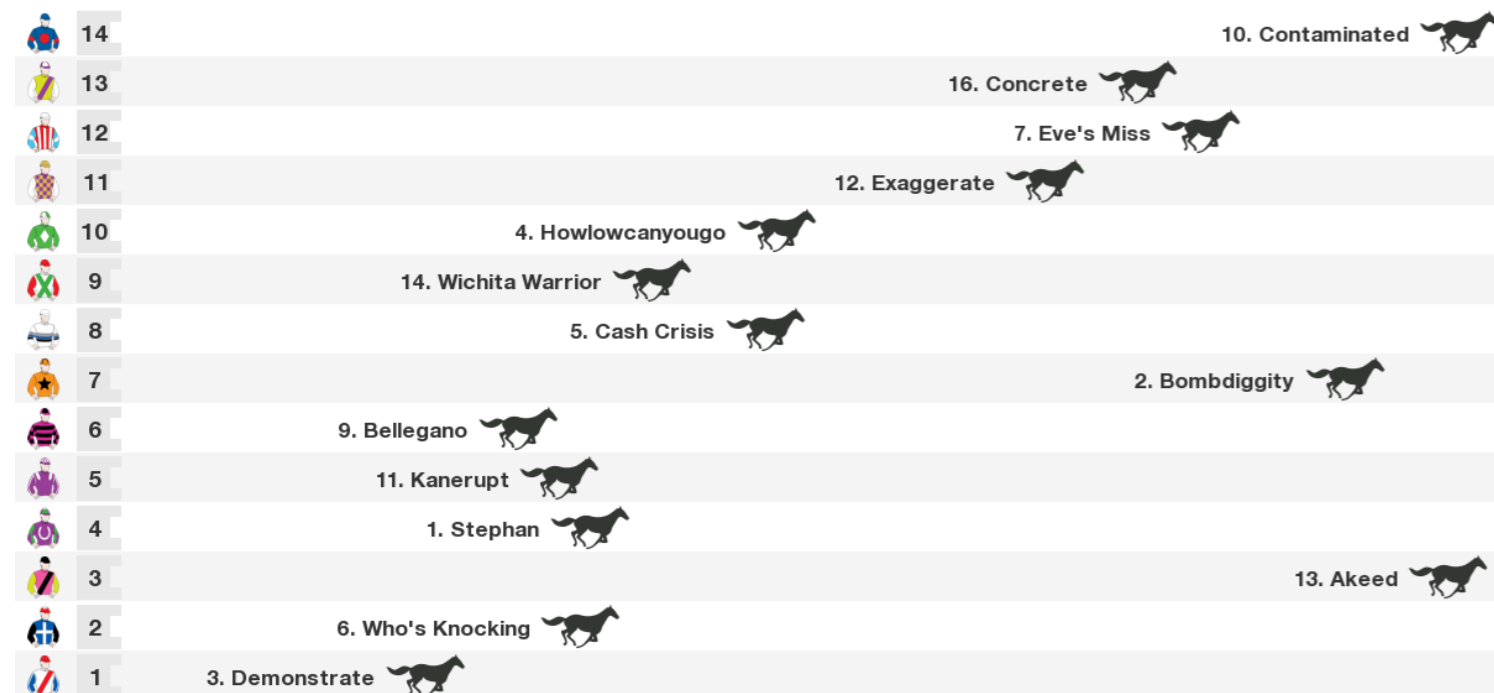 14 10. Contaminated
13 16. Concrete
12 7. Eve's Miss
11 12. Exaggerate
10 4. Howlowcanyougo
9 14. Wichita Warrior
8 5. Cash Crisis
7 2. Bombdiggity
6 9. Bellegano
5 11. Kanerupt
4 1. Stephan
3 13. Akeed
2 6. Who's Knocking
1 3. Demonstrate